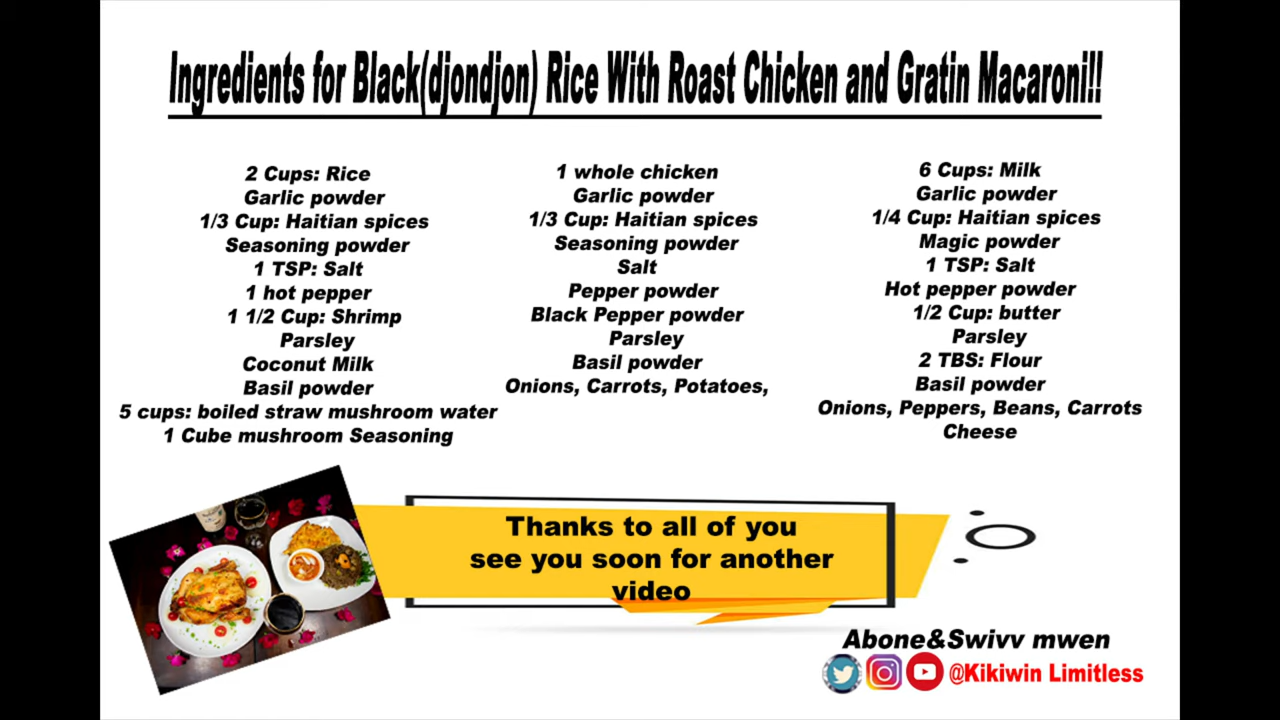 Ingredients for Black(djondjon) Rice With Roast Chicken and Gratin Macaroni!!
2 Cups: Rice
Garlic powder
1/3 Cup: Haitian spices
Seasoning powder
1 TSP: Salt
1 hot pepper
1 1/2 Cup: Shrimp
Parsley
Coconut Milk
Basil powder
5 cups: boiled straw mushroom water
1 Cube mushroom Seasoning
1 whole chicken
Garlic powder
1/3 Cup: Haitian spices
Seasoning powder
Salt
Pepper powder
Black Pepper powder
Parsley
Basil powder
Onions, Carrots, Potatoes,
6 Cups: Milk
Garlic powder
1/4 Cup: Haitian spices
Magic powder
1 TSP: Salt
Hot pepper powder
1/2 Cup: butter
Parsley
2 TBS: Flour
Basil powder
Onions, Peppers, Beans, Carrots
Cheese
Thanks to all of you
see you soon for another
video
Abone&Swivv mwen
@Kikiwin Limitless